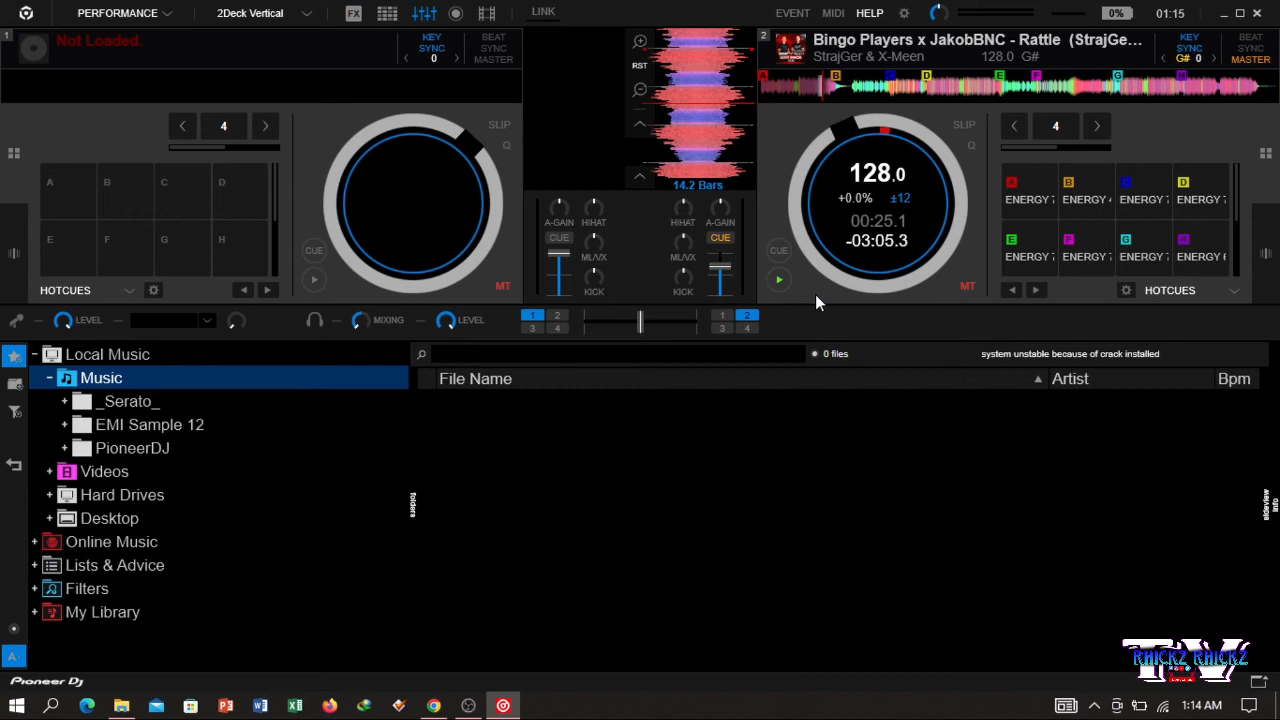 PERFORMANCE
2Deck Vertical
FX
LINK
EVENT
MIDI
HELP
0%
01:15
1
Not Loaded.
KEY
SYNC
0
BEAT
SYNC
MASTER
RST
2
Bingo Players x JakobBNC - Rattle (StrajGe...
StrajGer & X-Meen
128.0
G#
KEY
SYNC
G# 0
BEAT
SYNC
MASTER
A
B
C
D
E
F
G
H
4
SLIP
Q
A
B
C
D
E
F
G
H
CUE
HOTCUES
MT
14.2 Bars
A-GAIN
HIHAT
HIHAT
A-GAIN
CUE
ML/VX
ML/VX
CUE
KICK
KICK
128.0
+0.0%
±12
00:25.1
-03:05.3
SLIP
Q
CUE
MT
4
A
B
C
D
ENERGY 7
ENERGY 4
ENERGY 7
ENERGY 7
E
F
G
H
ENERGY 7
ENERGY 7
ENERGY 7
ENERGY 6
HOTCUES
LEVEL
MIXING
LEVEL
1
2
3
4
1
2
3
4
Local Music
Music
_Serato_
EMI Sample 12
PioneerDJ
Videos
Hard Drives
Desktop
Online Music
Lists & Advice
Filters
My Library
folders
0 files
system unstable because of crack installed
File Name
Artist
Bpm
sideview
info
A
TV
RHICKZ RHICKZ
Pioneer Dj
1:14 AM